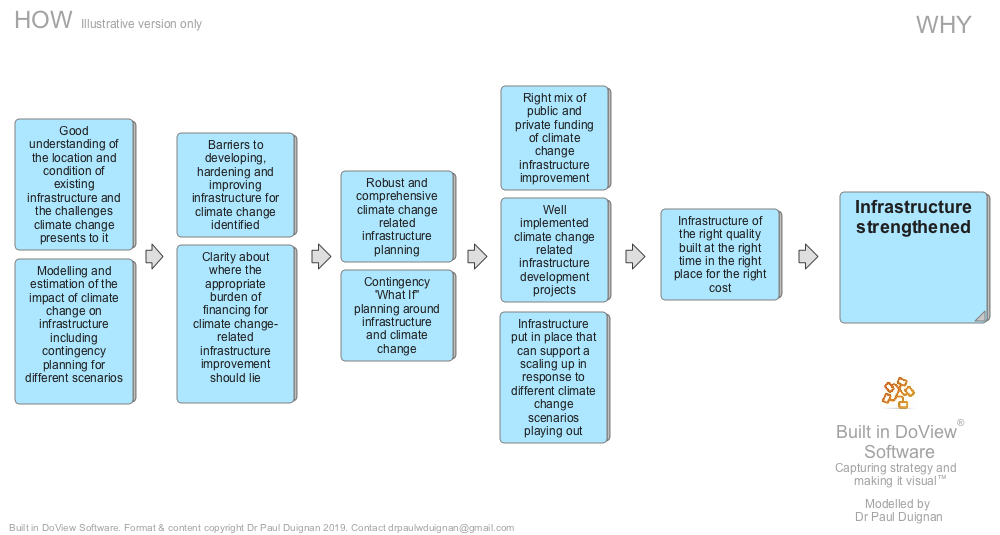 HOW Illustrative version only
WHY
Good
understanding of
the location and
condition of
existing
infrastructure and
the challenges
climate change
presents to it
Modelling and
estimation of the
impact of climate
change on
infrastructure
including
contingency
planning for
different scenarios
Barriers to
developing,
hardening and
improving
infrastructure for
climate change
identified
Clarity about
where the
appropriate
burden of
financing for
climate change-
related
infrastructure
improvement
should lie
Robust and
comprehensive
climate change
related
infrastructure
planning
Contingency
'What If"
planning around
infrastructure
and climate
change
Right mix of
public and
private funding
of climate
change
infrastructure
improvement
Well
implemented
climate change
related
infrastructure
development
projects
Infrastructure
put in place that
can support a
scaling up in
response to
different climate
change
scenarios
playing out
Infrastructure of
the right quality
built at the right
time in the right
place for the right
cost
Infrastructure
strengthened
Built in DoView®
Software
Capturing strategy and
making it visual™
Modelled by
Dr Paul Duignan
Built in DoView Software. Format & content copyright Dr Paul Duignan 2019. Contact drpaulwduignan@gmail.com